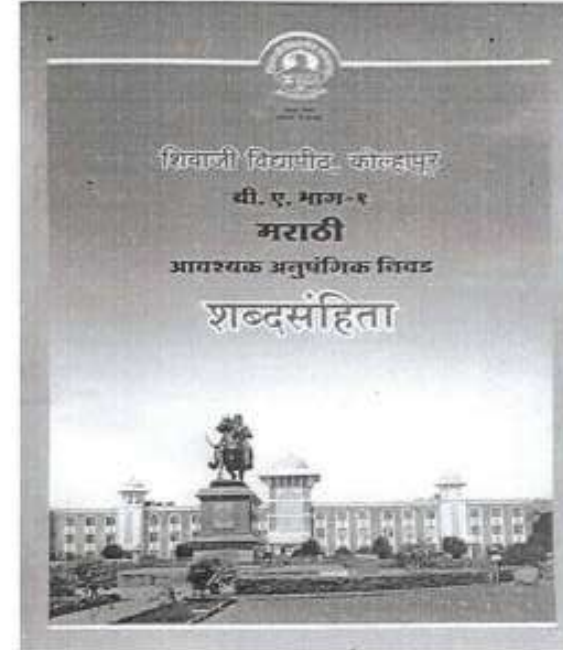 शिवाजी विद्यापीठ, कोल्हापूर
बी. ए. भाग-१
मराठी
आवश्यक अनुषंगिक निवड
शब्दसंहिता